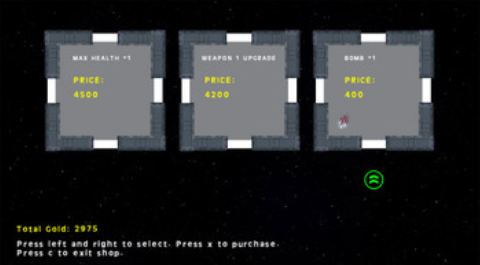 MAX HEALTH +1
WEAPON 1 UPGRADE
BOMB +1
PRICE:
4500
PRICE:
4200
PRICE:
400
Total Gold: 2975
Press left and right to select. Press x to purchase.
Press c to exit shop.